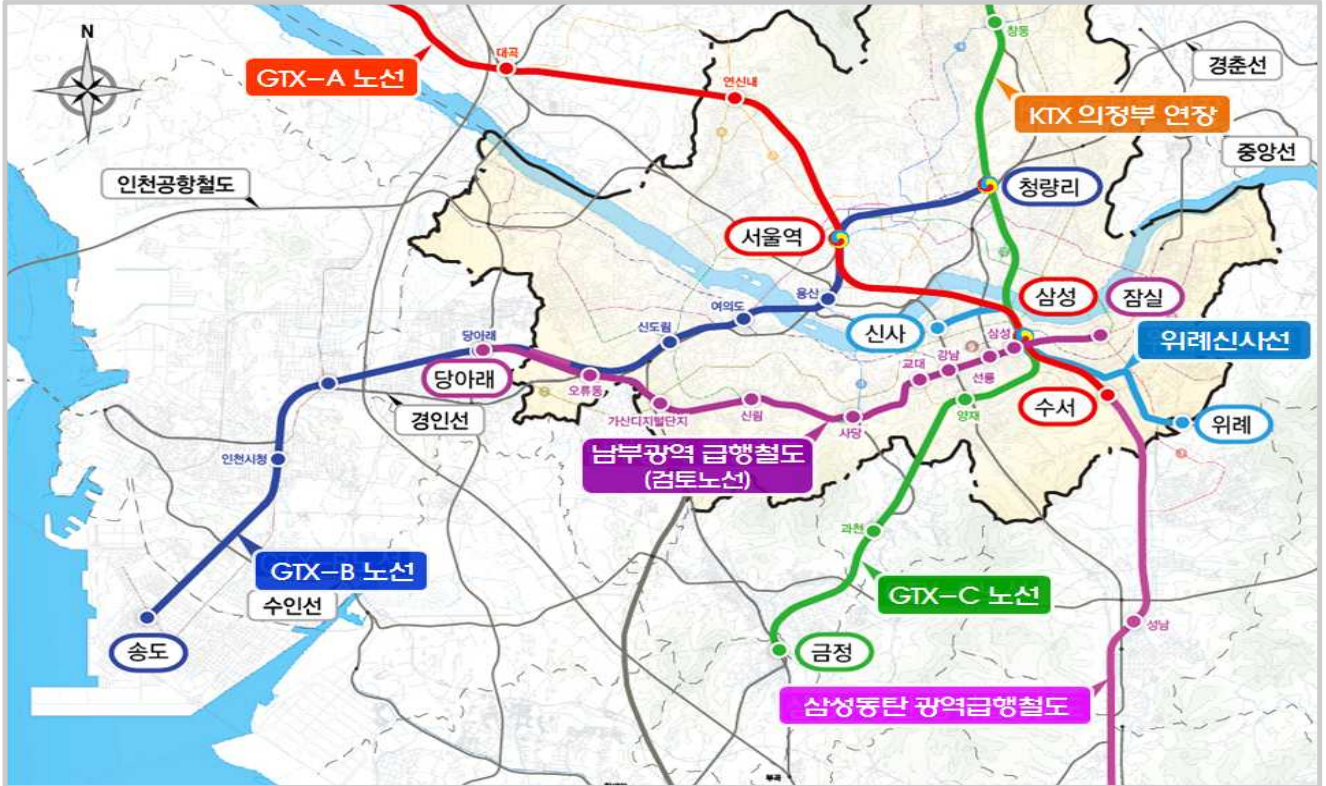 N
대곡
창동
경춘선
GTX-A 노선
연신내
KTX 의정부 연장
중앙선
인천공항철도
청량리
서울역
삼성
잠실
용산
여의도
신사
신도림
당아래
삼성
위례신사선
강남
선릉
교대
당아래
오류동
수서
양재
경인선
가산디지털단지
신림
사당
위례
인천시청
남부광역 급행철도
(검토노선)
과천
GTX-B 노선
GTX-C 노선
수인선
성남
송도
금정
삼성동탄 광역급행철도
부곡